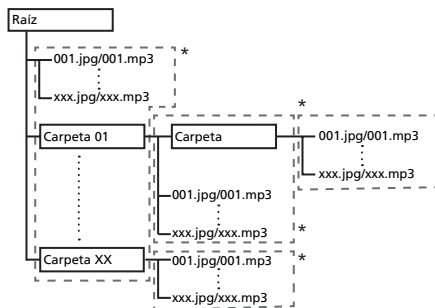 Raíz
001.jpg/001.mp3
*
xxx.jpg/xxx.mp3
*
Carpeta 01
Carpeta
001.jpg/001.mp3
xxx.jpg/xxx.mp3
001.jpg/001.mp3
xxx.jpg/xxx.mp3
*
Carpeta XX
001.jpg/001.mp3
*
xxx.jpg/xxx.mp3